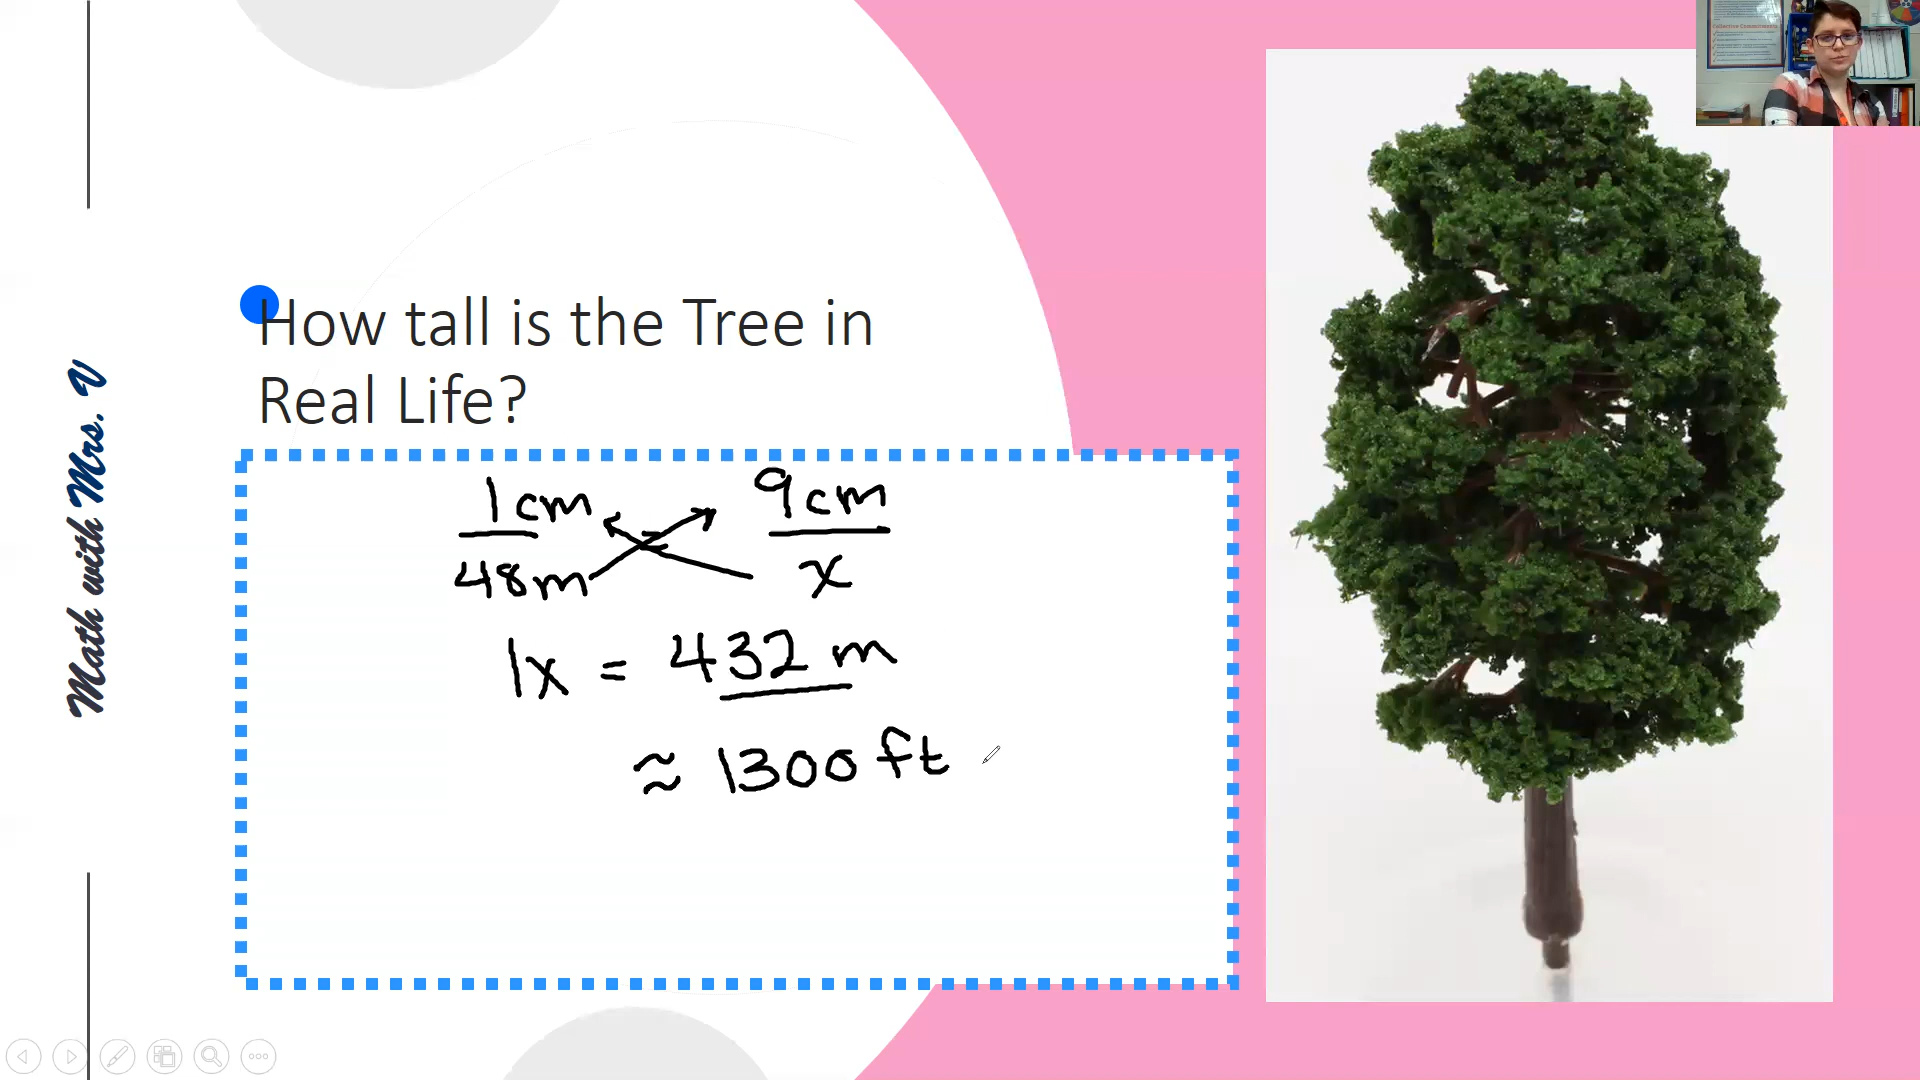 Math with Mrs. V
How tall is the Tree in
Real Life?
1cm = 9cm
48m x
1x = 432 m
≈ 1300 ft